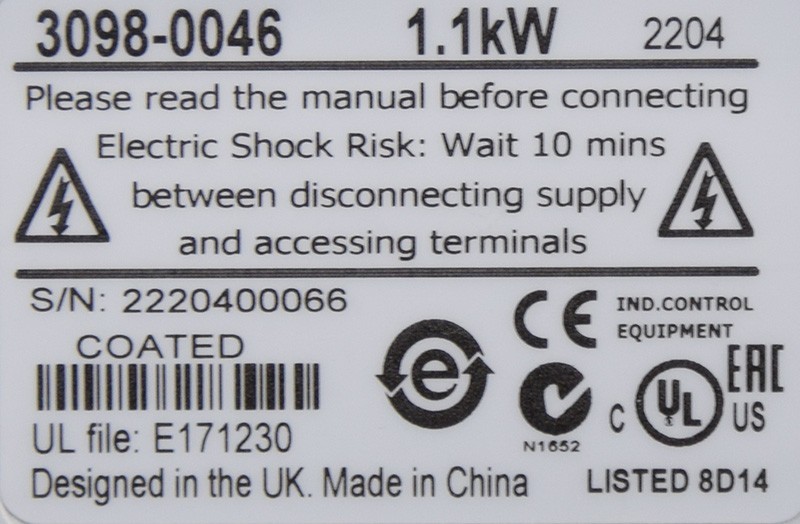 3098-0046 1.1kW 2204
Please read the manual before connecting
Electric Shock Risk: Wait 10 mins
between disconnecting supply
and accessing terminals
S/N: 2220400066
COATED
UL file: E171230
Designed in the UK. Made in China
e
CE IND.CONTROL
EQUIPMENT
N1652
EAC
C UL US
LISTED 8D14